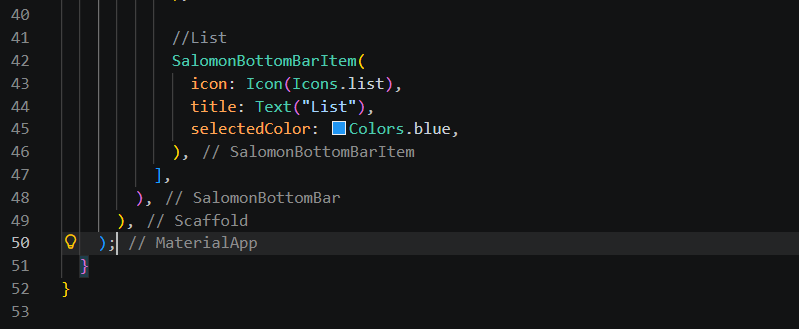 40
41 //List
42 SalomonBottomBarItem(
43 icon: Icon(Icons.list),
44 title: Text("List"),
45 selectedColor: Colors.blue,
46 ), // SalomonBottomBarItem
47 ],
48 ), // SalomonBottomBar
49 ), // Scaffold
50 ); // MaterialApp
51 }
52 }
53